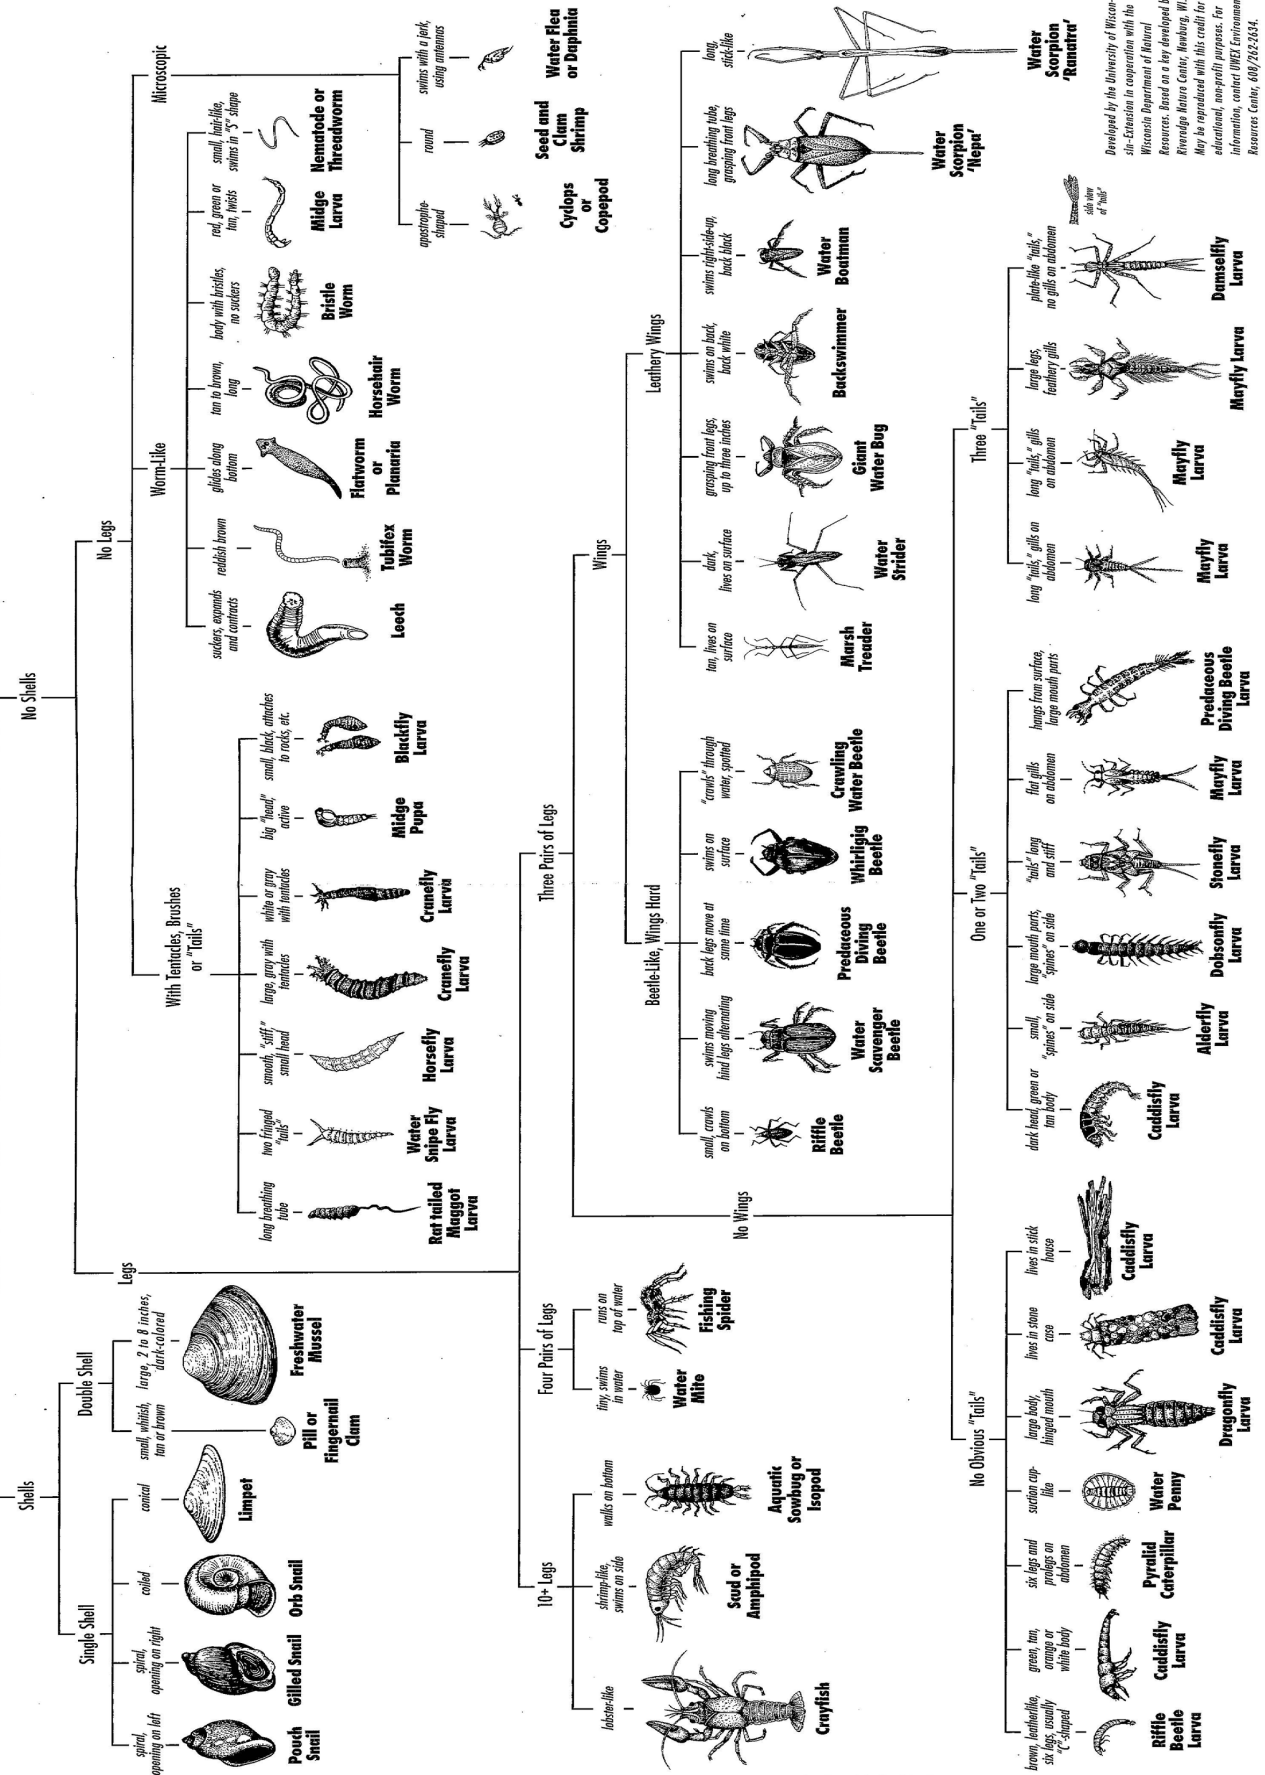 Shells
No Shells
Single Shell
Double Shell
spiral,
opening on left
Pouch
Snail
spiral,
opening on right
Gilled Snail
coiled
Orb Snail
conical
Limpet
small, whitish,
tan or brown
Pill or
Fingernail
Clam
large, 2 to 8 inches,
dark-colored
Freshwater
Mussel
Legs
No Legs
With Tentacles, Brushes
or "Tails"
long breathing
tube
Rat tailed
Maggot
Larva
two fringed
"tails"
Water
Snipe Fly
Larva
smooth, "stiff,"
small head
Horsefly
Larva
large, gray with
tentacles
Cranefly
Larva
white or gray
with tentacles
Cranefly
Larva
big "head,"
active
Midge
Pupa
small, black, attaches
to rocks, etc.
Blackfly
Larva
Worm-Like
suckers, expands
and contracts
Leech
reddish brown
Tubifex
Worm
glides along
bottom
Flatworm
or
Planaria
tan to brown,
long
Horsehair
Worm
body with bristles,
no suckers
Bristle
Worm
red, green or
tan, twists
Midge
Larva
small, hair-like,
swims in "S" shape
Nematode or
Threadworm
Microscopic
apostrophe-
shaped
Cyclops
or
Copepod
round
Seed and
Clam
Shrimp
swims with a jerk,
using antennas
Water Flea
or Daphnia
10+ Legs
lobster-like
Crayfish
shrimp-like,
swims on side
Scud or
Amphipod
walks on bottom
Aquatic
Sowbug or
Isopod
Four Pairs of Legs
tiny, swims
in water
Water
Mite
runs on
top of water
Fishing
Spider
Three Pairs of Legs
Wings
Beetle-Like, Wings Hard
small, crawls
on bottom
Riffle
Beetle
swims moving
hind legs alternating
Water
Scavenger
Beetle
back legs move at
same time
Predaceous
Diving
Beetle
swims on
surface
Whirligig
Beetle
"crawls" through
water, spotted
Crawling
Water Beetle
Leathery Wings
tan, lives on
surface
Marsh
Treader
dark,
lives on surface
Water
Strider
grasping front legs,
up to three inches
Giant
Water Bug
swims on back,
back white
Backswimmer
swims right-side-up,
back black
Water
Boatman
long breathing tube,
grasping front legs
Water
Scorpion
'Nepa'
long,
stick-like
Water
Scorpion
'Ranatra'
No Wings
No Obvious "Tails"
brown, leatherlike,
six legs, usually
"C"-shaped
Riffle
Beetle
Larva
green, tan,
orange or
white body
Caddisfly
Larva
six legs and
prolegs on
abdomen
Pyralid
Caterpillar
suction cup-
like
Water
Penny
large body,
hinged mouth
Dragonfly
Larva
lives in stone
case
Caddisfly
Larva
lives in stick
house
Caddisfly
Larva
One or Two "Tails"
dark head, green or
tan body
Caddisfly
Larva
small,
"spines" on side
Alderfly
Larva
large mouth parts,
"spines" on side
Dobsonfly
Larva
"tails" long
and stiff
Stonefly
Larva
flat gills
on abdomen
Mayfly
Larva
hangs from surface,
large mouth parts
Predaceous
Diving Beetle
Larva
Three "Tails"
long "tails," gills on
abdomen
Mayfly
Larva
long "tails," gills
on abdomen
Mayfly
Larva
large legs,
feathery gills
Mayfly Larva
plate-like "tails,"
no gills on abdomen
Damselfly
Larva
side view
of "tails"
Developed by the University of Wiscon-
sin–Extension in cooperation with the
Wisconsin Department of Natural
Resources. Based on a key developed by
Riveredge Nature Center, Newburg, WI.
May be reproduced with this credit for
educational, non-profit purposes. For
information, contact UWEX Environmen
Resources Center, 608/262-2634.